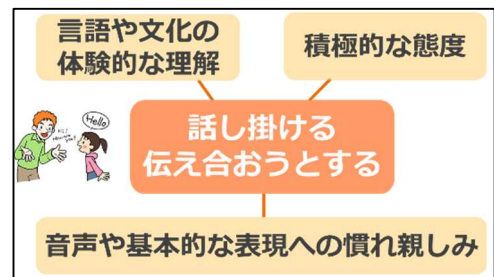 言語や文化の
体験的な理解
積極的な態度
Hello
話し掛ける
伝え合おうとする
音声や基本的な表現への慣れ親しみ